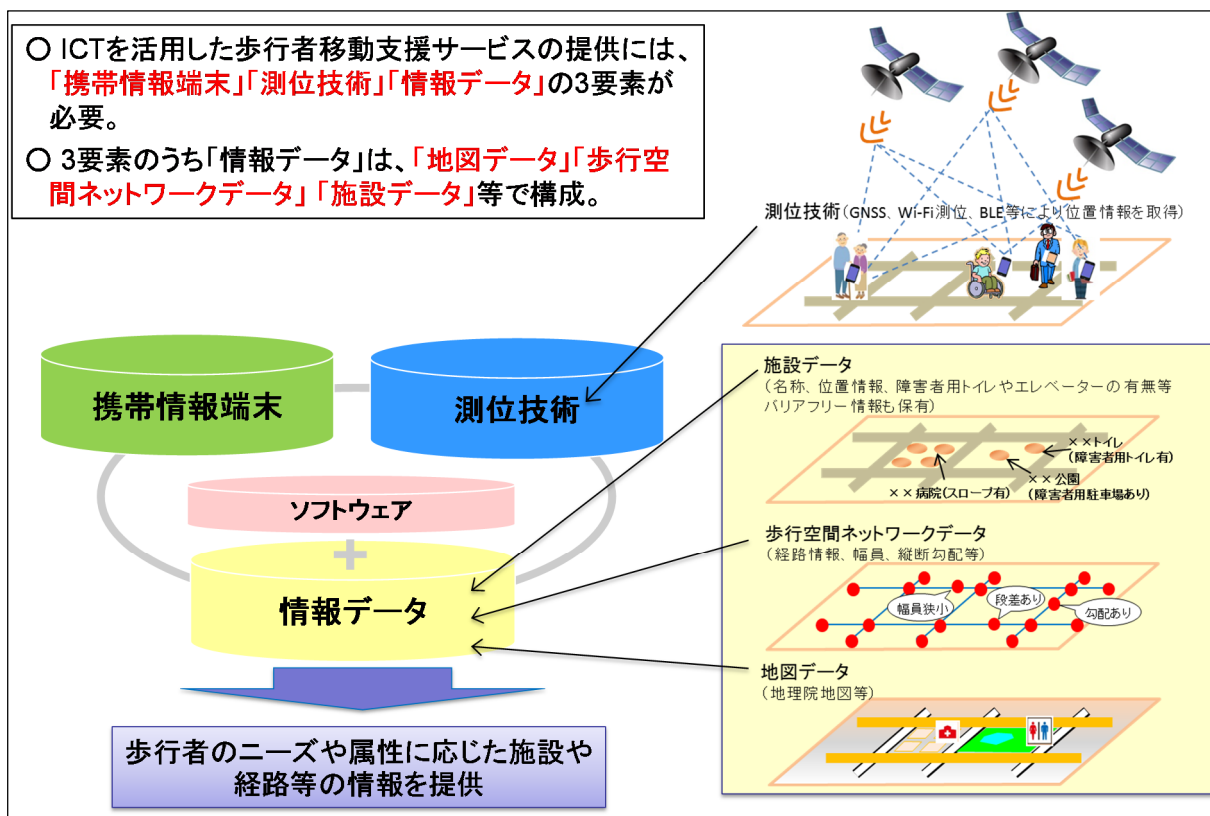 ○ ICTを活用した歩行者移動支援サービスの提供には、
「携帯情報端末」「測位技術」「情報データ」の3要素が
必要。
○ 3要素のうち「情報データ」は、「地図データ」「歩行空
間ネットワークデータ」「施設データ」等で構成。
測位技術(GNSS、Wi-Fi測位、BLE等により位置情報を取得)
携帯情報端末
測位技術
ソフトウェア
+
情報データ
歩行者のニーズや属性に応じた施設や
経路等の情報を提供
施設データ
(名称、位置情報、障害者用トイレやエレベーターの有無等
バリアフリー情報も保有)
××トイレ
(障害者用トイレ有)
××病院(スロープ有)
××公園
(障害者用駐車場あり)
歩行空間ネットワークデータ
(経路情報、幅員、縦断勾配等)
幅員狭小
段差あり
勾配あり
地図データ
(地理院地図等)